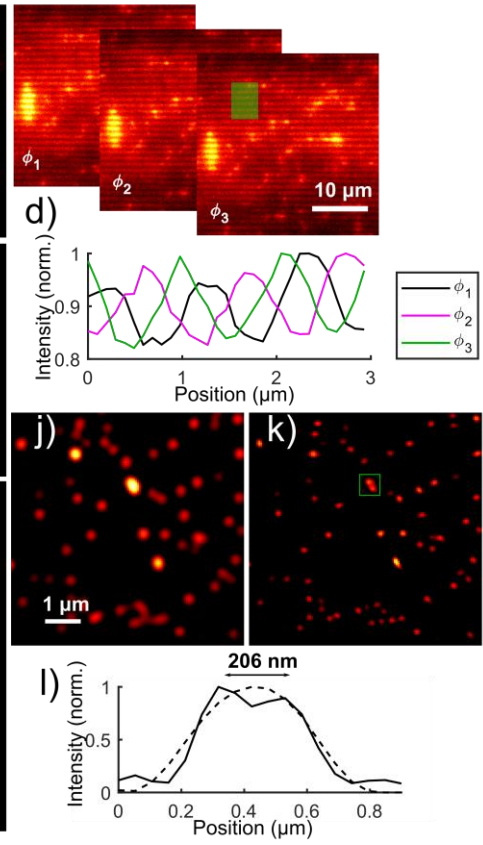 ϕ1
ϕ2
ϕ3
10 µm
d)
Intensity (norm.)
1
0.9
0.8
0
1
2
3
Position (µm)
ϕ1
ϕ2
ϕ3
j)
k)
1 µm
206 nm
l)
Intensity (norm.)
1
0.5
0
0
0.2
0.4
0.6
0.8
Position (µm)